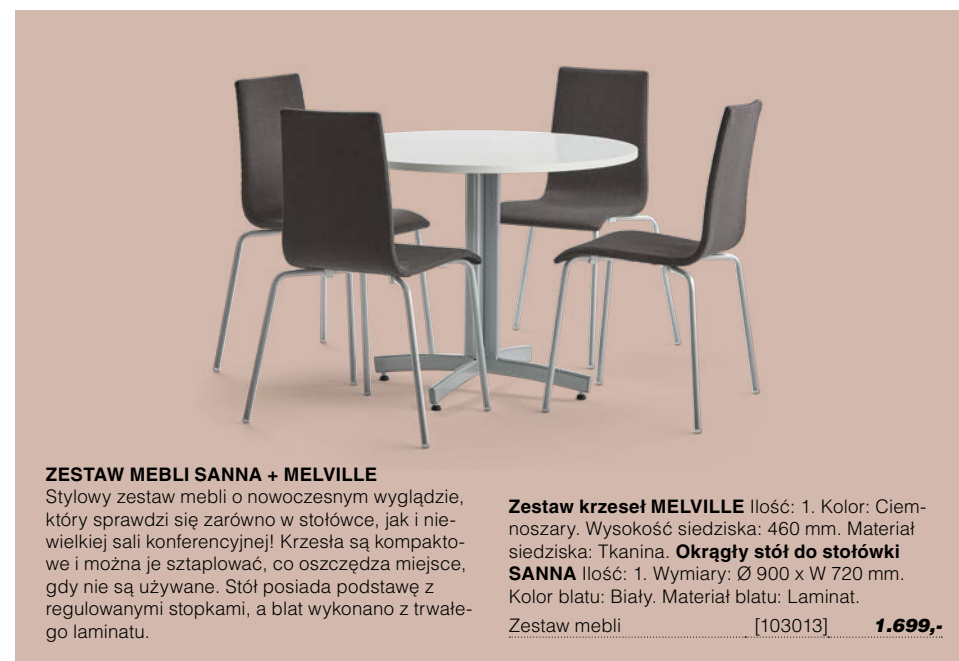 ZESTAW MEBLI SANNA + MELVILLE
Stylowy zestaw mebli o nowoczesnym wyglądzie,
który sprawdzi się zarówno w stołówce, jak i nie-
wielkiej sali konferencyjnej! Krzesła są kompakto-
we i można je sztaplować, co oszczędza miejsce,
gdy nie są używane. Stół posiada podstawę z
regulowanymi stopkami, a blat wykonano z trwałe-
go laminatu.
Zestaw krzeseł MELVILLE Ilość: 1. Kolor: Ciem-
noszary. Wysokość siedziska: 460 mm. Materiał
siedziska: Tkanina. Okrągły stół do stołówki
SANNA Ilość: 1. Wymiary: Ø 900 x W 720 mm.
Kolor blatu: Biały. Materiał blatu: Laminat.
Zestaw mebli [103013] 1.699,-